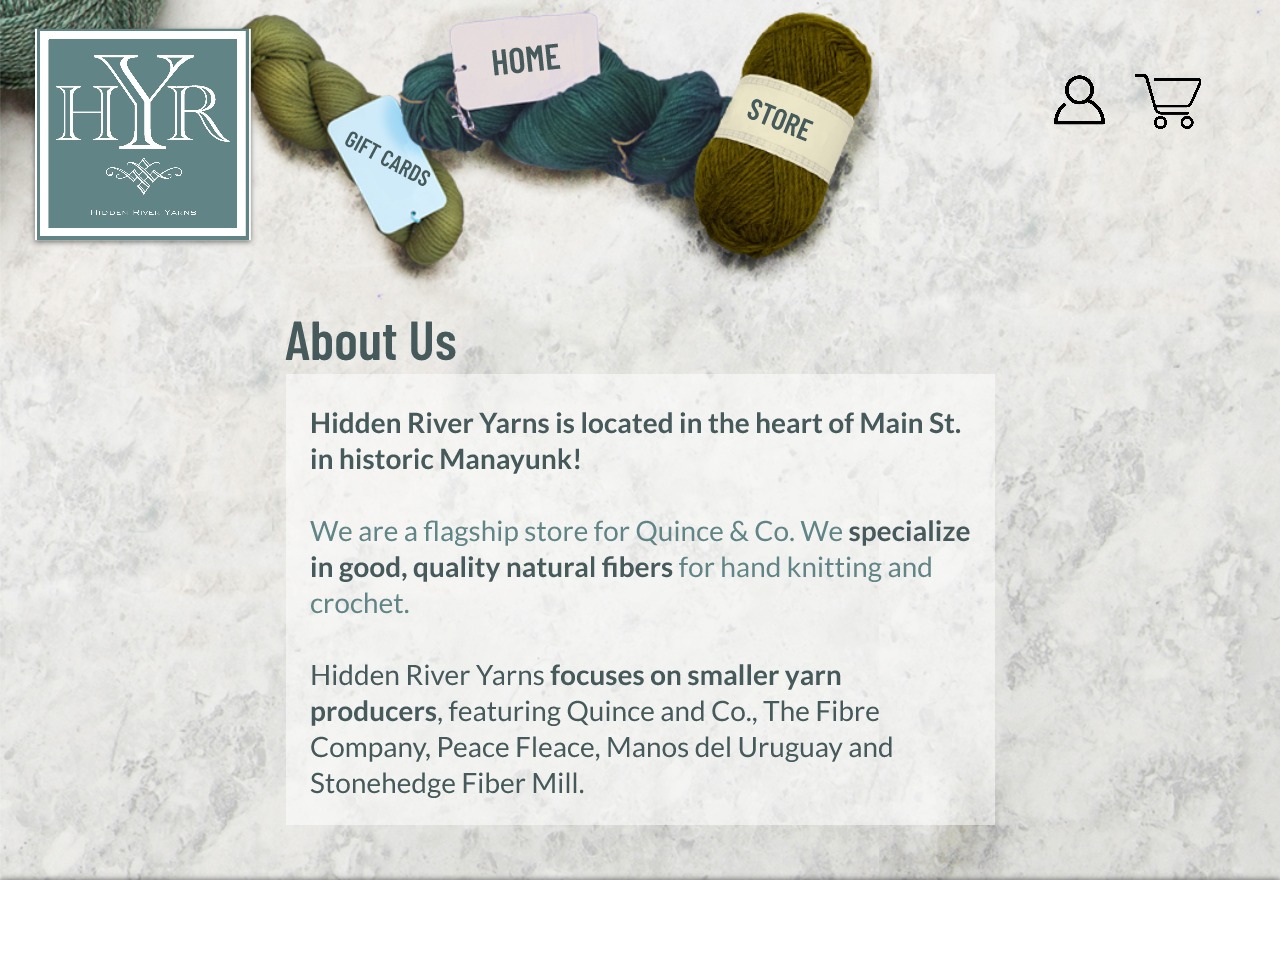 HYR
HIDDEN RIVER YARNS
GIFT CARDS
HOME
STORE
About Us
Hidden River Yarns is located in the heart of Main St.
in historic Manayunk!
We are a flagship store for Quince & Co. We specialize
in good, quality natural fibers for hand knitting and
crochet.
Hidden River Yarns focuses on smaller yarn
producers, featuring Quince and Co., The Fibre
Company, Peace Fleace, Manos del Uruguay and
Stonehedge Fiber Mill.